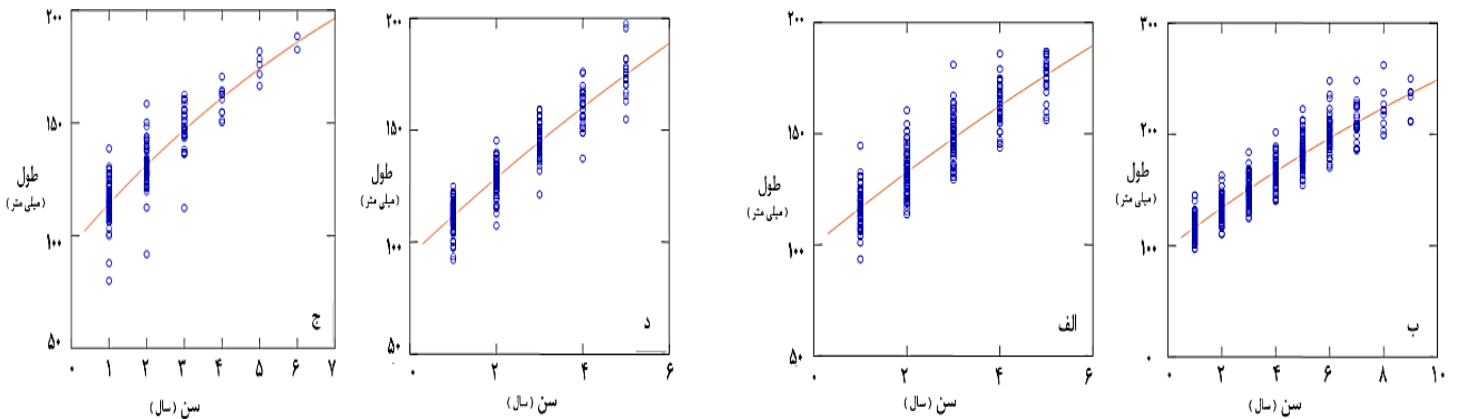 ۲۰۰
۱۵۰
۱۰۰
۵۰
طول
(میلی متر)
ج
۰ ۱ ۲ ۳ ۴ ۵ ۶ ۷
سن (سال)
۲۰۰
۱۵۰
۱۰۰
۵۰
طول
(میلی متر)
د
۰ ۲ ۴ ۶
سن (سال)
۲۰۰
۱۵۰
۱۰۰
۵۰
طول
(میلی متر)
الف
۰ ۲ ۴ ۶
سن (سال)
۳۰۰
۲۰۰
۱۰۰
۰
طول
(میلی متر)
ب
۰ ۲ ۴ ۶ ۸ ۱۰
سن (سال)